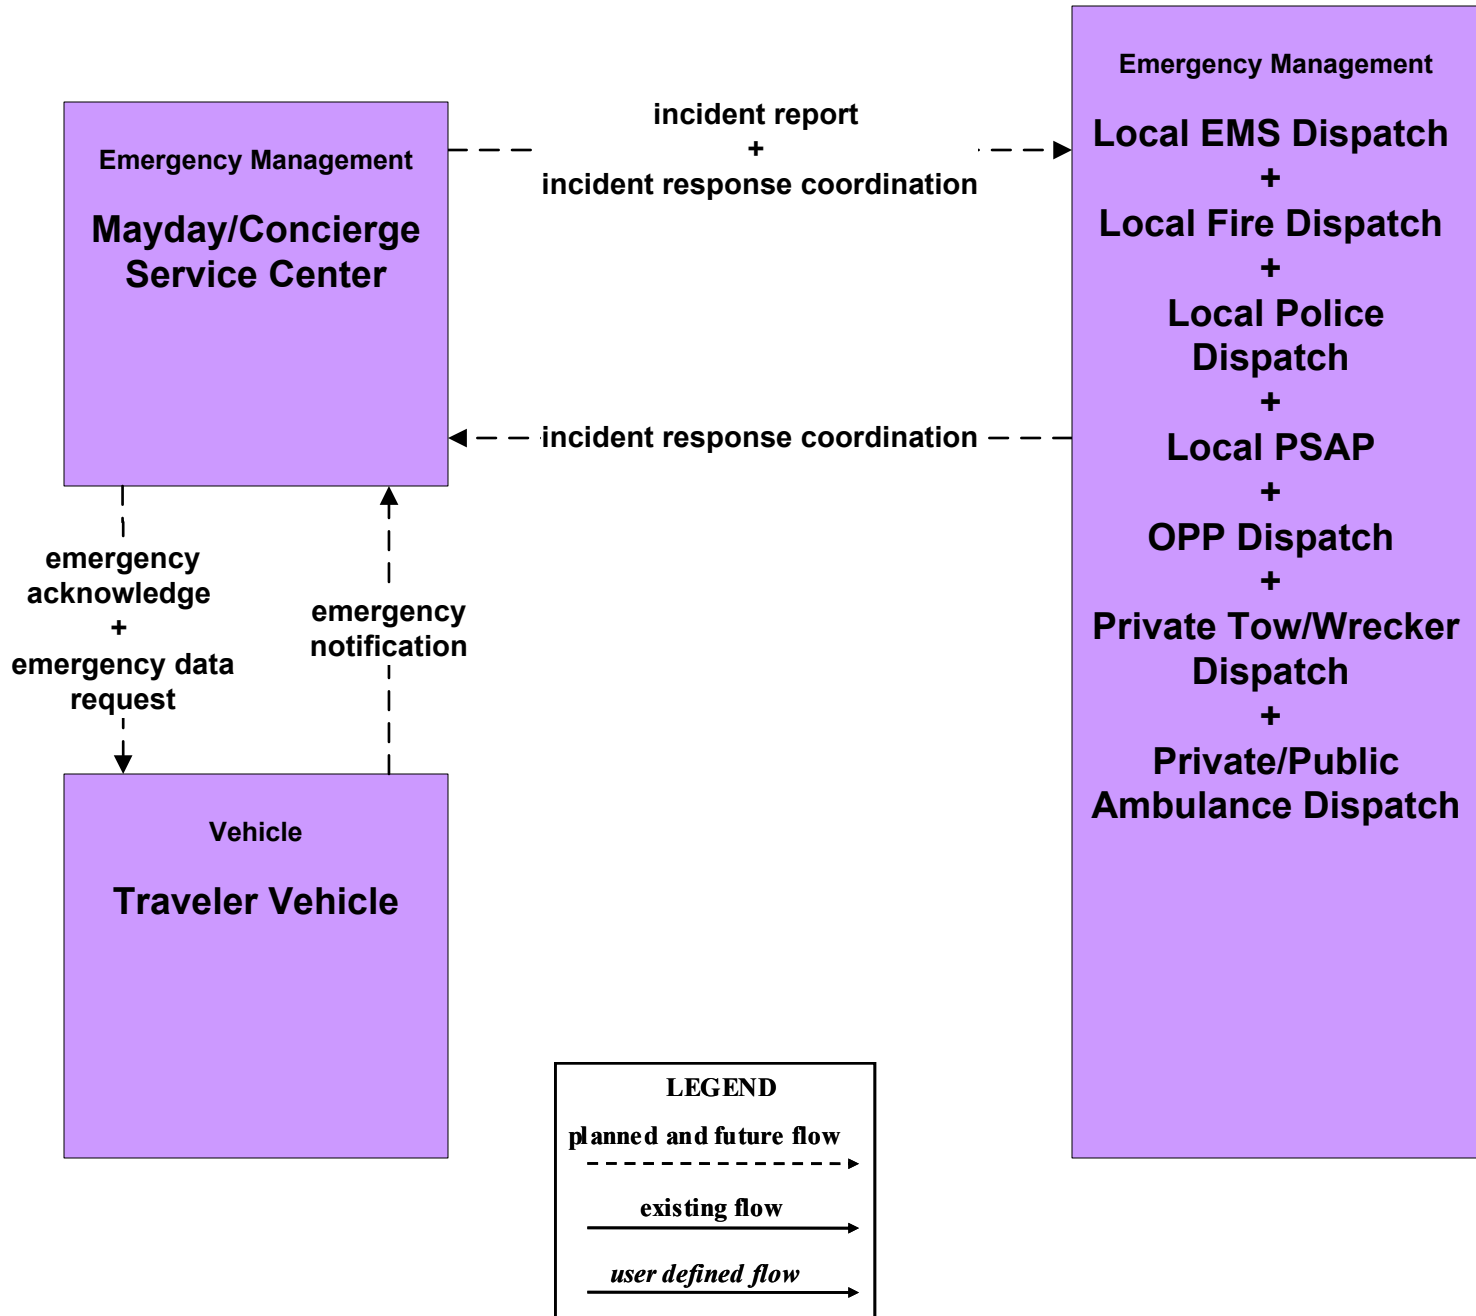 Emergency Management
Mayday/Concierge
Service Center
incident report
+
incident response coordination
Emergency Management
Local EMS Dispatch
+
Local Fire Dispatch
+
Local Police
Dispatch
+
Local PSAP
+
OPP Dispatch
+
Private Tow/Wrecker
Dispatch
+
Private/Public
Ambulance Dispatch
incident response coordination
emergency
acknowledge
+
emergency data
request
emergency
notification
Vehicle
Traveler Vehicle
LEGEND
planned and future flow
existing flow
user defined flow